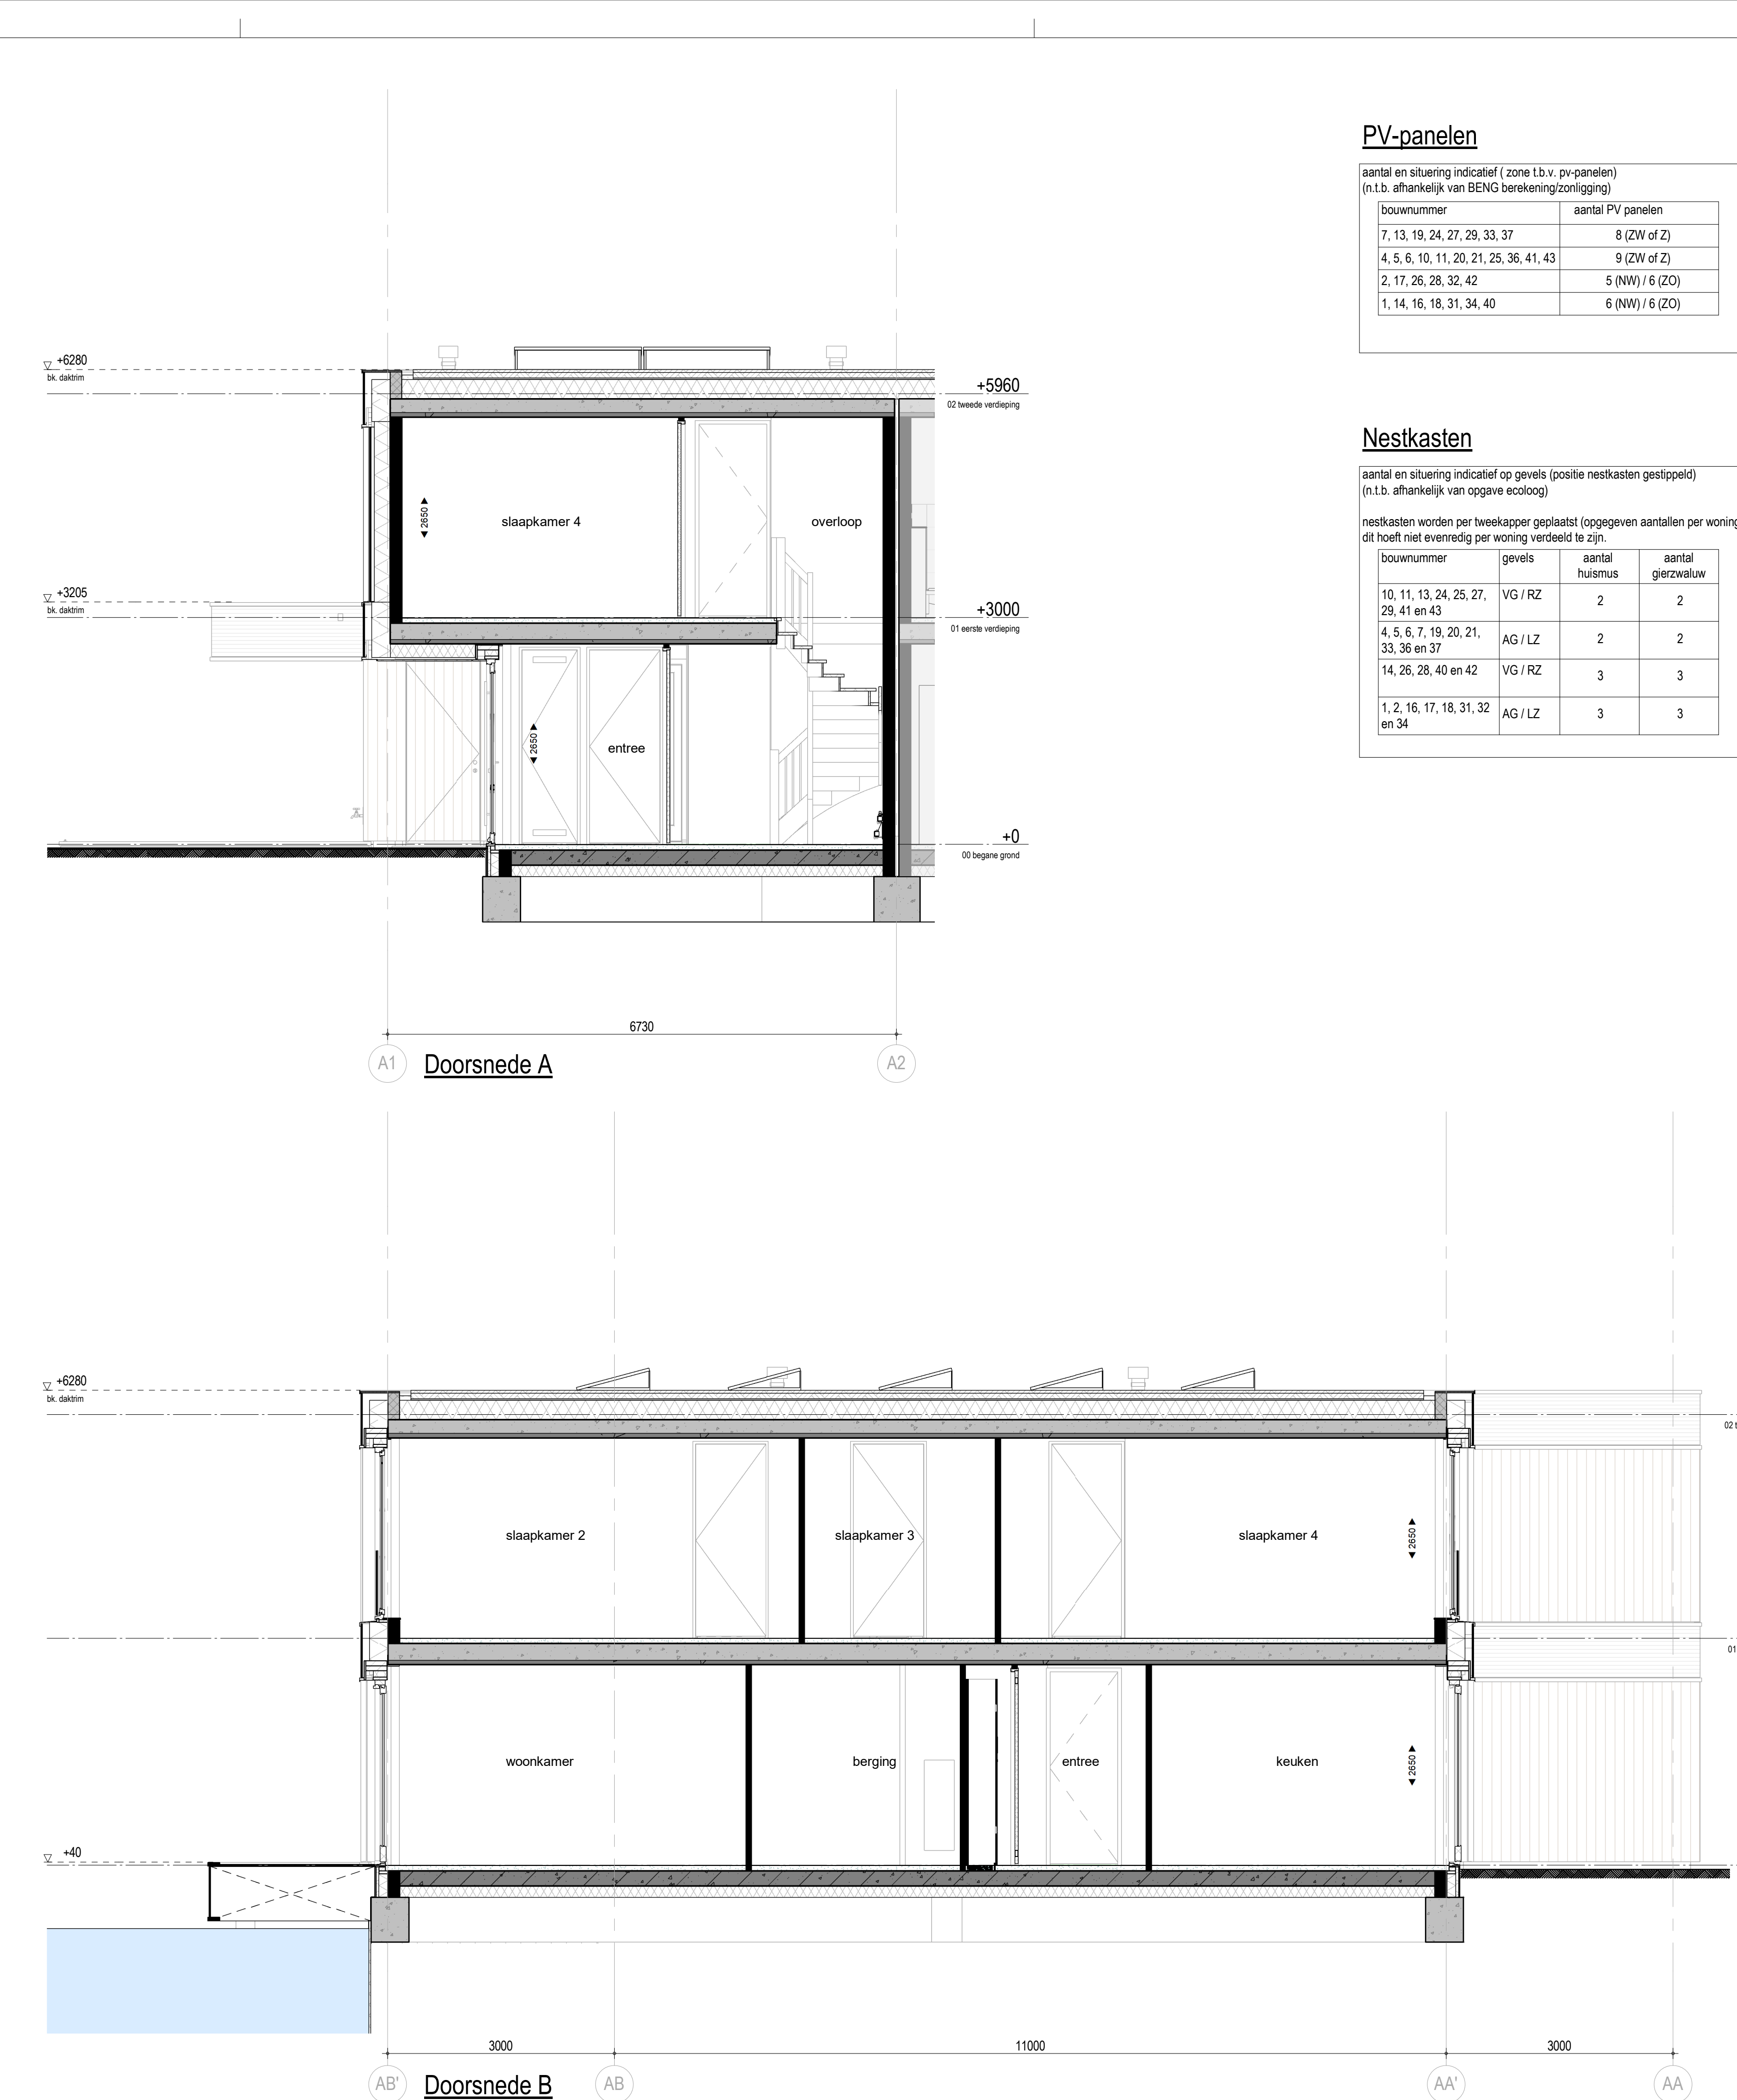 PV-panelen
aantal en situering indicatief ( zone t.b.v. pv-panelen)
(n.t.b. afhankelijk van BENG berekening/zonligging)
bouwnummer aantal PV panelen
7, 13, 19, 24, 27, 29, 33, 37 8 (ZW of Z)
4, 5, 6, 10, 11, 20, 21, 25, 36, 41, 43 9 (ZW of Z)
2, 17, 26, 28, 32, 42 5 (NW) / 6 (ZO)
1, 14, 16, 18, 31, 34, 40 6 (NW) / 6 (ZO)
Nestkasten
aantal en situering indicatief op gevels (positie nestkasten gestippeld)
(n.t.b. afhankelijk van opgave ecoloog)
nestkasten worden per tweekapper geplaatst (opgegeven aantallen per woning
dit hoeft niet evenredig per woning verdeeld te zijn.
bouwnummer gevels aantal huismus aantal gierzwaluw
10, 11, 13, 24, 25, 27, VG / RZ 2 2
29, 41 en 43
4, 5, 6, 7, 19, 20, 21, AG / LZ 2 2
33, 36 en 37
14, 26, 28, 40 en 42 VG / RZ 3 3
1, 2, 16, 17, 18, 31, 32 AG / LZ 3 3
en 34
+6280
bk. daktrim
+5960
02 tweede verdieping
2650
slaapkamer 4
overloop
+3205
bk. daktrim
+3000
01 eerste verdieping
2650
entree
+0
00 begane grond
6730
A1
Doorsnede A
A2
+6280
bk. daktrim
02 t
slaapkamer 2
slaapkamer 3
slaapkamer 4
2650
01
woonkamer
berging
entree
keuken
2650
+40
3000
11000
3000
AB'
Doorsnede B
AB
AA'
AA